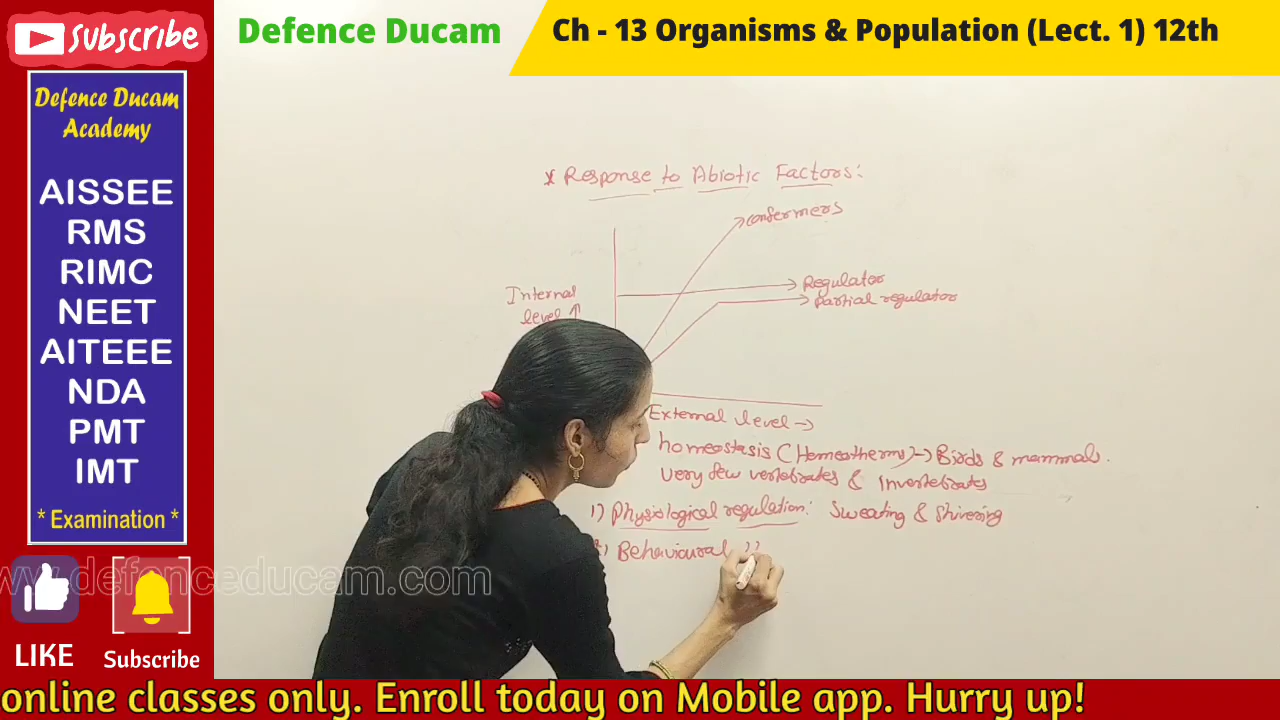 SUBSCRIBE
Defence Ducam
Ch - 13 Organisms & Population (Lect. 1) 12th
Defence Ducam
Academy
AISSEE
RMS
RIMC
NEET
AITEEE
NDA
PMT
IMT
* Examination *
LIKE
Subscribe
* Response to Abiotic Factors:
Confermers
Regulator
Partial regulator
Internal
level ↑
External level →
homeostasis (Homeotherms) → Birds & mammals.
very few vertebrates & Invertebrates
1) Physiological regulation: Sweating & Shivering
2) Behavioural ''
www.defenceducam.com
online classes only. Enroll today on Mobile app. Hurry up!